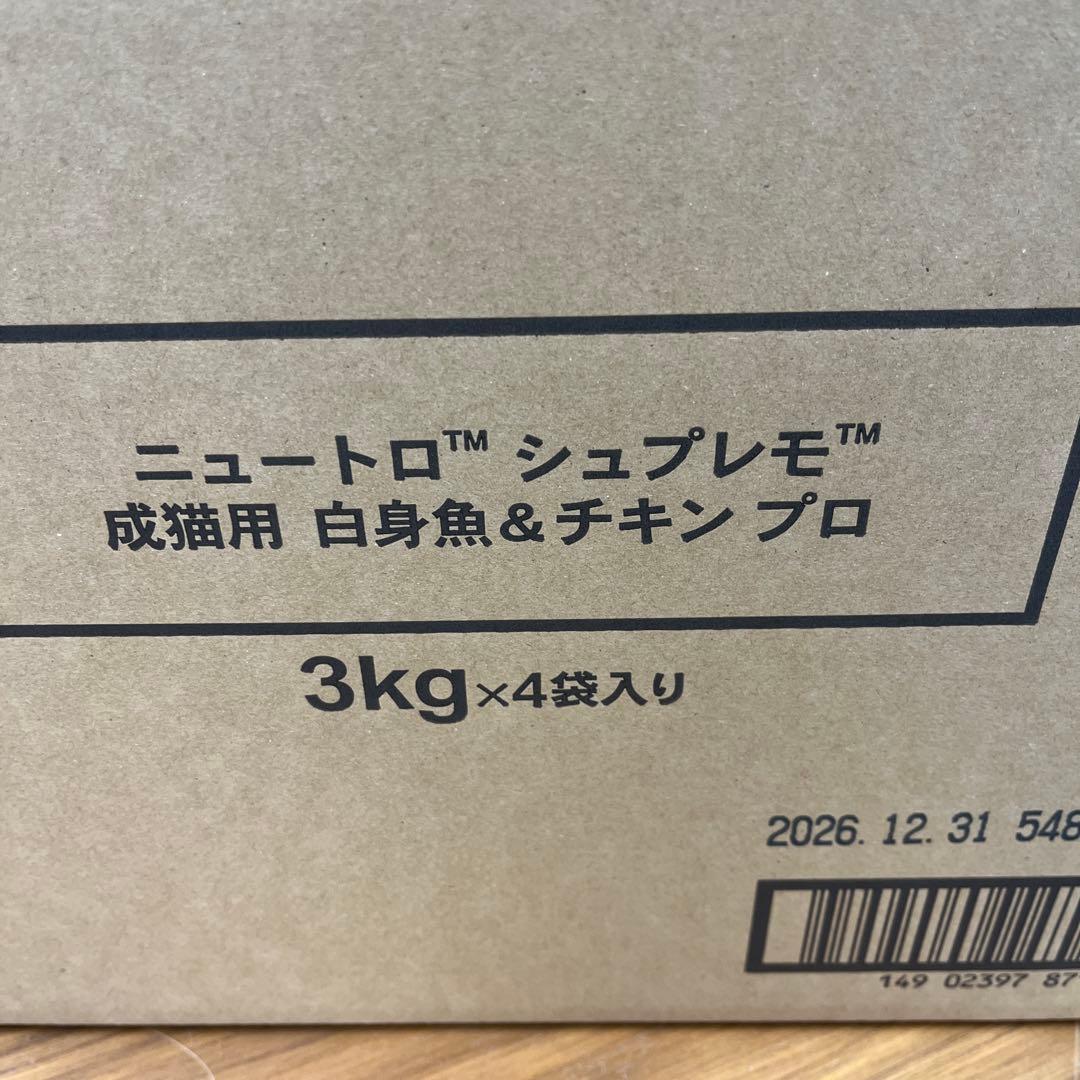 ニュートロ™ シュプレモ™
成猫用 白身魚＆チキン プロ
3kg×4袋入り
2026.12.31 548
149 02397 87